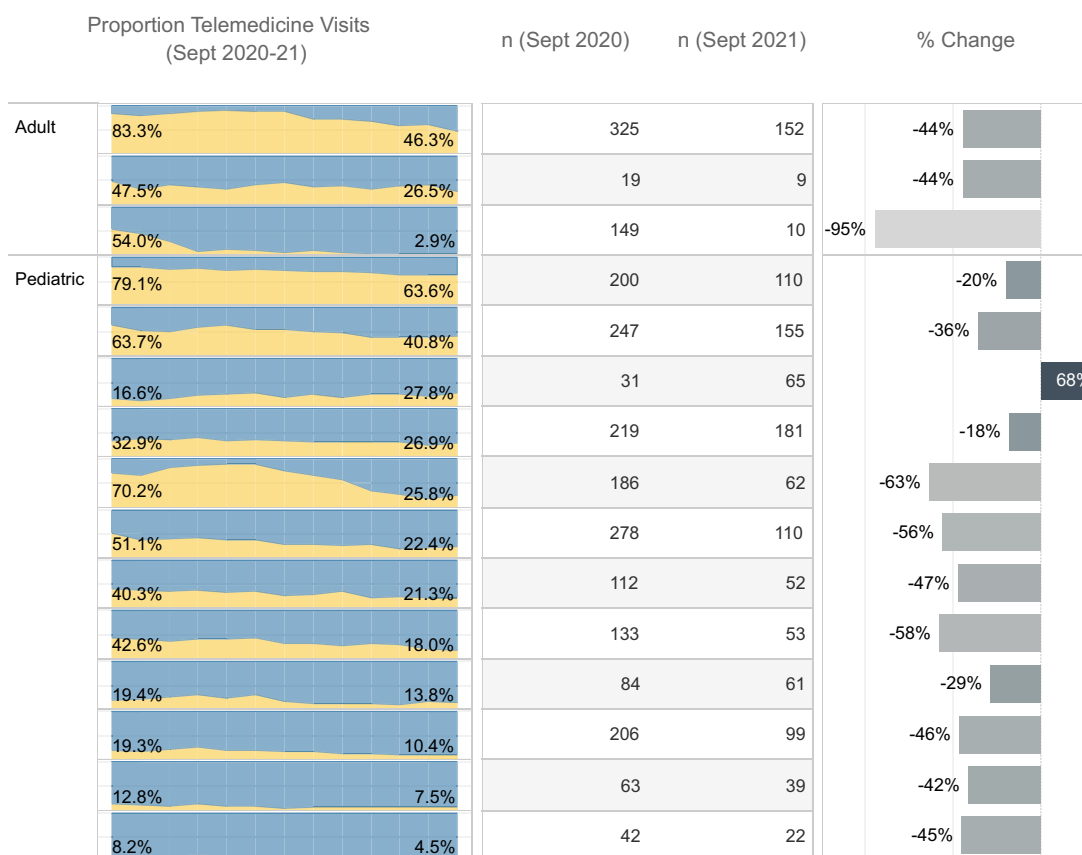 Proportion Telemedicine Visits
(Sept 2020-21)
n (Sept 2020)
n (Sept 2021)
% Change
Adult
83.3% 46.3% 325 152 -44%
47.5% 26.5% 19 9 -44%
54.0% 2.9% 149 10 -95%
Pediatric
79.1% 63.6% 200 110 -20%
63.7% 40.8% 247 155 -36%
16.6% 27.8% 31 65 68%
32.9% 26.9% 219 181 -18%
70.2% 25.8% 186 62 -63%
51.1% 22.4% 278 110 -56%
40.3% 21.3% 112 52 -47%
42.6% 18.0% 133 53 -58%
19.4% 13.8% 84 61 -29%
19.3% 10.4% 206 99 -46%
12.8% 7.5% 63 39 -42%
8.2% 4.5% 42 22 -45%